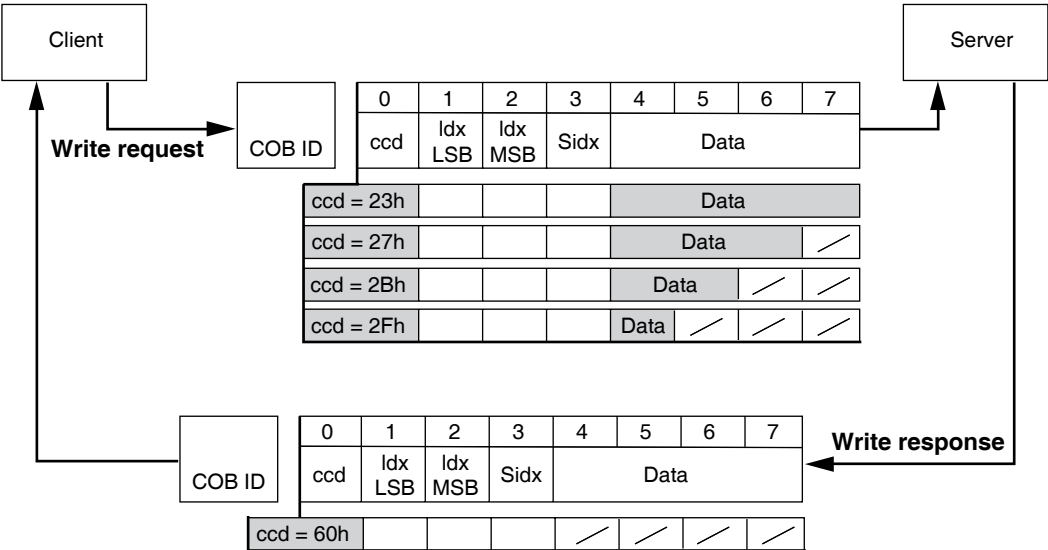 Client
Server
0 1 2 3 4 5 6 7
Write request
COB ID
ccd Idx LSB Idx MSB Sidx Data
ccd = 23h Data
ccd = 27h Data
ccd = 2Bh Data
ccd = 2Fh Data
0 1 2 3 4 5 6 7
Write response
COB ID
ccd Idx LSB Idx MSB Sidx Data
ccd = 60h